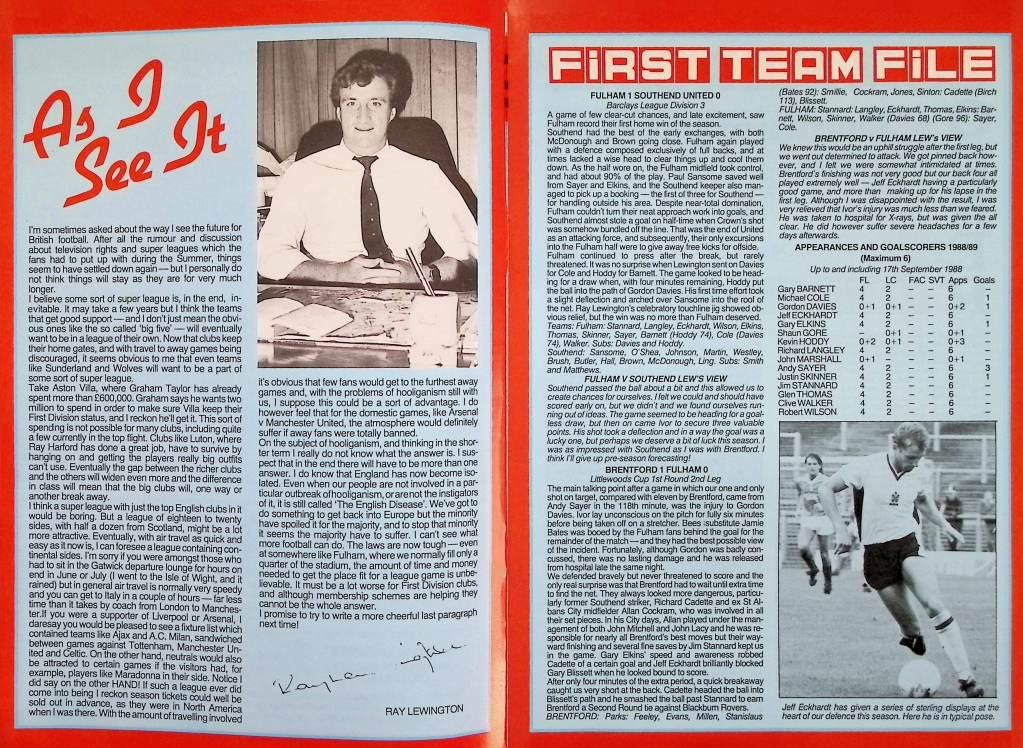 As I
See It
I'm sometimes asked about the way I see the future for
British football. After all the rumour and discussion
about television rights and super leagues which the
fans had to put up with during the Summer, things
seem to have settled down again — but I personally do
not think things will stay as they are for very much
longer.
I believe some sort of super league is, in the end, in-
evitable. It may take a few years but I think the teams
that get good support — and I don't just mean the obvi-
ous ones like the so called 'big five' — will eventually
want to be in a league of their own. Now that clubs keep
their home gates, and with travel to away games being
discouraged, it seems obvious to me that even teams
like Sunderland and Wolves will want to be a part of
some sort of super league.
Take Aston Villa, where Graham Taylor has already
spent more than £600,000. Graham says he wants two
million to spend in order to make sure Villa keep their
First Division status, and I reckon he'll get it. This sort of
spending is not possible for many clubs, including quite
a few currently in the top flight. Clubs like Luton, where
Ray Harford has done a great job, have to survive by
hanging on and getting the players really big outfits
can't use. Eventually the gap between the richer clubs
and the others will widen even more and the difference
in class will mean that the big clubs will, one way or
another break away.
I think a super league with just the top English clubs in it
would be boring. But a league of eighteen to twenty
sides, with half a dozen from Scotland, might be a lot
more attractive. Eventually, with air travel as quick and
easy as it now is, I can foresee a league containing con-
tinental sides. I'm sorry if you were amongst those who
had to sit in the Gatwick departure lounge for hours on
end in June or July (I went to the Isle of Wight, and it
rained) but in general air travel is normally very speedy
and you can get to Italy in a couple of hours — far less
time than it takes by coach from London to Manches-
ter. If you were a supporter of Liverpool or Arsenal, I
daresay you would be pleased to see a fixture list which
contained teams like Ajax and A.C. Milan, sandwiched
between games against Tottenham, Manchester Un-
ited and Celtic. On the other hand, neutrals would also
be attracted to certain games if the visitors had, for
example, players like Maradonna in their side. Notice I
did say on the other HAND! If such a league ever did
come into being I reckon season tickets could well be
sold out in advance, as they were in North America
when I was there. With the amount of travelling involved
it's obvious that few fans would get to the furthest away
games and, with the problems of hooliganism still with
us, I suppose this could be a sort of advantage. I do
however feel that for the domestic games, like Arsenal
v Manchester United, the atmosphere would definitely
suffer if away fans were totally banned.
On the subject of hooliganism, and thinking in the shor-
ter term I really do not know what the answer is. I sus-
pect that in the end there will have to be more than one
answer. I do know that England has now become iso-
lated. Even when our people are not involved in a par-
ticular outbreak of hooliganism, or are not the instigators
of it, it is still called 'The English Disease'. We've got to
do something to get back into Europe but the minority
have spoiled it for the majority, and to stop that minority
it seems the majority have to suffer. I can't see what
more football can do. The laws are now tough — even
at somewhere like Fulham, where we normally fill only a
quarter of the stadium, the amount of time and money
needed to get the place fit for a league game is unbe-
lievable. It must be a lot worse for First Division clubs,
and although membership schemes are helping they
cannot be the whole answer.
I promise to try to write a more cheerful last paragraph
next time!
RAY LEWINGTON
FIRST TEAM FILE
FULHAM 1 SOUTHEND UNITED 0
Barclays League Division 3
A game of few clear-cut chances, and late excitement, saw
Fulham record their first home win of the season.
Southend had the best of the early exchanges, with both
McDonough and Brown going close. Fulham again played
with a defence composed exclusively of full backs, and at
times lacked a wise head to clear things up and cool them
down. As the half wore on, the Fulham midfield took control,
and had about 90% of the play. Paul Sansome saved well
from Sayer and Elkins, and the Southend keeper also man-
aged to pick up a booking — the first of three for Southend —
for handling outside his area. Despite near-total domination,
Fulham couldn't turn their neat approach work into goals, and
Southend almost stole a goal on half-time when Crown's shot
was somehow bundled off the line. That was the end of United
as an attacking force, and subsequently, their only excursions
into the Fulham half were to give away free kicks for offside.
Fulham continued to press after the break, but rarely
threatened. It was no surprise when Lewington sent on Davies
for Cole and Hoddy for Barnett. The game looked to be head-
ing for a draw when, with four minutes remaining, Hoddy put
the ball into the path of Gordon Davies. His first time effort took
a slight deflection and arched over Sansome into the roof of
the net. Ray Lewington's celebratory touchline jig showed ob-
vious relief, but the win was no more than Fulham deserved.
Teams: Fulham: Stannard, Langley, Eckhardt, Wilson, Elkins,
Thomas, Skinner, Sayer, Barnett (Hoddy 74), Cole (Davies
74), Walker. Subs: Davies and Hoddy.
Southend: Sansome, O'Shea, Johnson, Martin, Westley,
Brush, Butler, Hall, Brown, McDonough, Ling. Subs: Smith
and Matthews.
FULHAM V SOUTHEND LEW'S VIEW
Southend passed the ball about a bit and this allowed us to
create chances for ourselves. I felt we could and should have
scored early on, but we didn't and we found ourselves run-
ning out of ideas. The game seemed to be heading for a goal-
less draw, but then on came Ivor to secure three valuable
points. His shot took a deflection and in a way the goal was a
lucky one, but perhaps we deserve a bit of luck this season. I
was as impressed with Southend as I was with Brentford. I
think I'll give up pre-season forecasting!
BRENTFORD 1 FULHAM 0
Littlewoods Cup 1st Round 2nd Leg
The main talking point after a game in which our one and only
shot on target, compared with eleven by Brentford, came from
Andy Sayer in the 118th minute, was the injury to Gordon
Davies. Ivor lay unconscious on the pitch for fully six minutes
before being taken off on a stretcher. Bees substitute Jamie
Bates was booed by the Fulham fans behind the goal for the
remainder of the match — and they had the best possible view
of the incident. Fortunately, although Gordon was badly con-
cussed, there was no lasting damage and he was released
from hospital late the same night.
We defended bravely but never threatened to score and the
only real surprise was that Brentford had to wait until extra time
to find the net. They always looked more dangerous, particu-
larly former Southend striker, Richard Cadette and ex St Al-
bans City midfielder Allan Cockram, who was involved in all
their set pieces. In his City days, Allan played under the man-
agement of both John Mitchell and John Lacy and he was re-
sponsible for nearly all Brentford's best moves but their way-
ward finishing and several fine saves by Jim Stannard kept us
in the game. Gary Elkins' speed and awareness robbed
Cadette of a certain goal and Jeff Eckhardt brilliantly blocked
Gary Blissett when he looked bound to score.
After only four minutes of the extra period, a quick breakaway
caught us very short at the back. Cadette headed the ball into
Blissett's path and he smashed the ball past Stannard to earn
Brentford a Second Round tie against Blackburn Rovers.
BRENTFORD: Parks: Feeley, Evans, Millen, Stanislaus
(Bates 92): Smillie, Cockram, Jones, Sinton: Cadette (Birch
113), Blissett.
FULHAM: Stannard: Langley, Eckhardt, Thomas, Elkins: Bar-
nett, Wilson, Skinner, Walker (Davies 68) (Gore 96): Sayer,
Cole.
BRENTFORD v FULHAM LEW'S VIEW
We knew this would be an uphill struggle after the first leg, but
we went out determined to attack. We got pinned back how-
ever, and I felt we were somewhat intimidated at times.
Brentford's finishing was not very good but our back four all
played extremely well — Jeff Eckhardt having a particularly
good game, and more than making up for his lapse in the
first leg. Although I was disappointed with the result, I was
very relieved that Ivor's injury was much less than we feared.
He was taken to hospital for X-rays, but was given the all
clear. He did however suffer severe headaches for a few
days afterwards.
APPEARANCES AND GOALSCORERS 1988/89
(Maximum 6)
Up to and including 17th September 1988
FL LC FAC SVT Apps Goals
Gary BARNETT 4 2 – – 6 –
Michael COLE 4 2 – – 6 1
Gordon DAVIES 0+1 0+1 – – 0+2 1
Jeff ECKHARDT 4 2 – – 6 –
Gary ELKINS 4 2 – – 6 1
Shaun GORE – 0+1 – – 0+1 –
Kevin HODDY 0+2 0+1 – – 0+3 –
Richard LANGLEY 4 2 – – 6 –
John MARSHALL 0+1 – – – 0+1 –
Andy SAYER 4 2 – – 6 3
Justin SKINNER 4 2 – – 6 1
Jim STANNARD 4 2 – – 6 –
Glen THOMAS 4 2 – – 6 –
Clive WALKER 4 2 – – 6 –
Robert WILSON 4 2 – – 6 –
Jeff Eckhardt has given a series of sterling displays at the
heart of our defence this season. Here he is in typical pose.